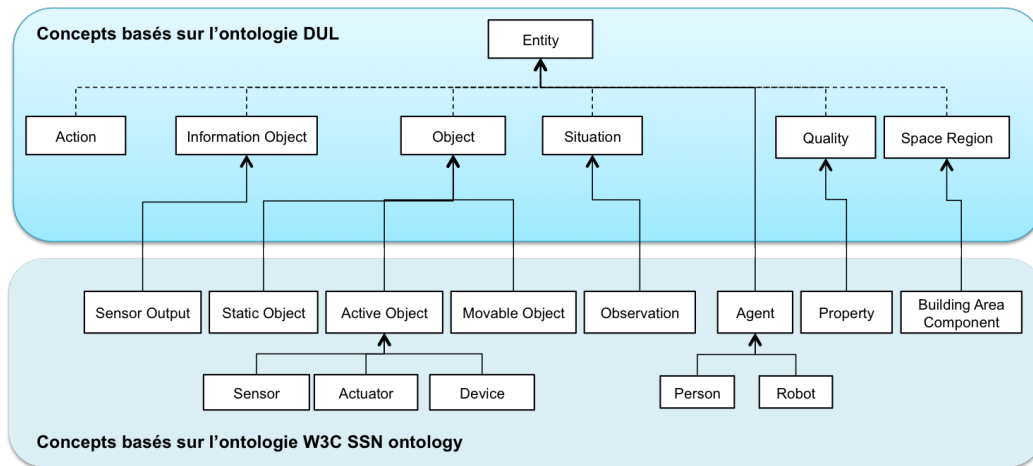 Concepts basés sur l’ontologie DUL
Entity
Action
Information Object
Object
Situation
Quality
Space Region
Sensor Output
Static Object
Active Object
Movable Object
Observation
Agent
Property
Building Area
Component
Sensor
Actuator
Device
Person
Robot
Concepts basés sur l’ontologie W3C SSN ontology